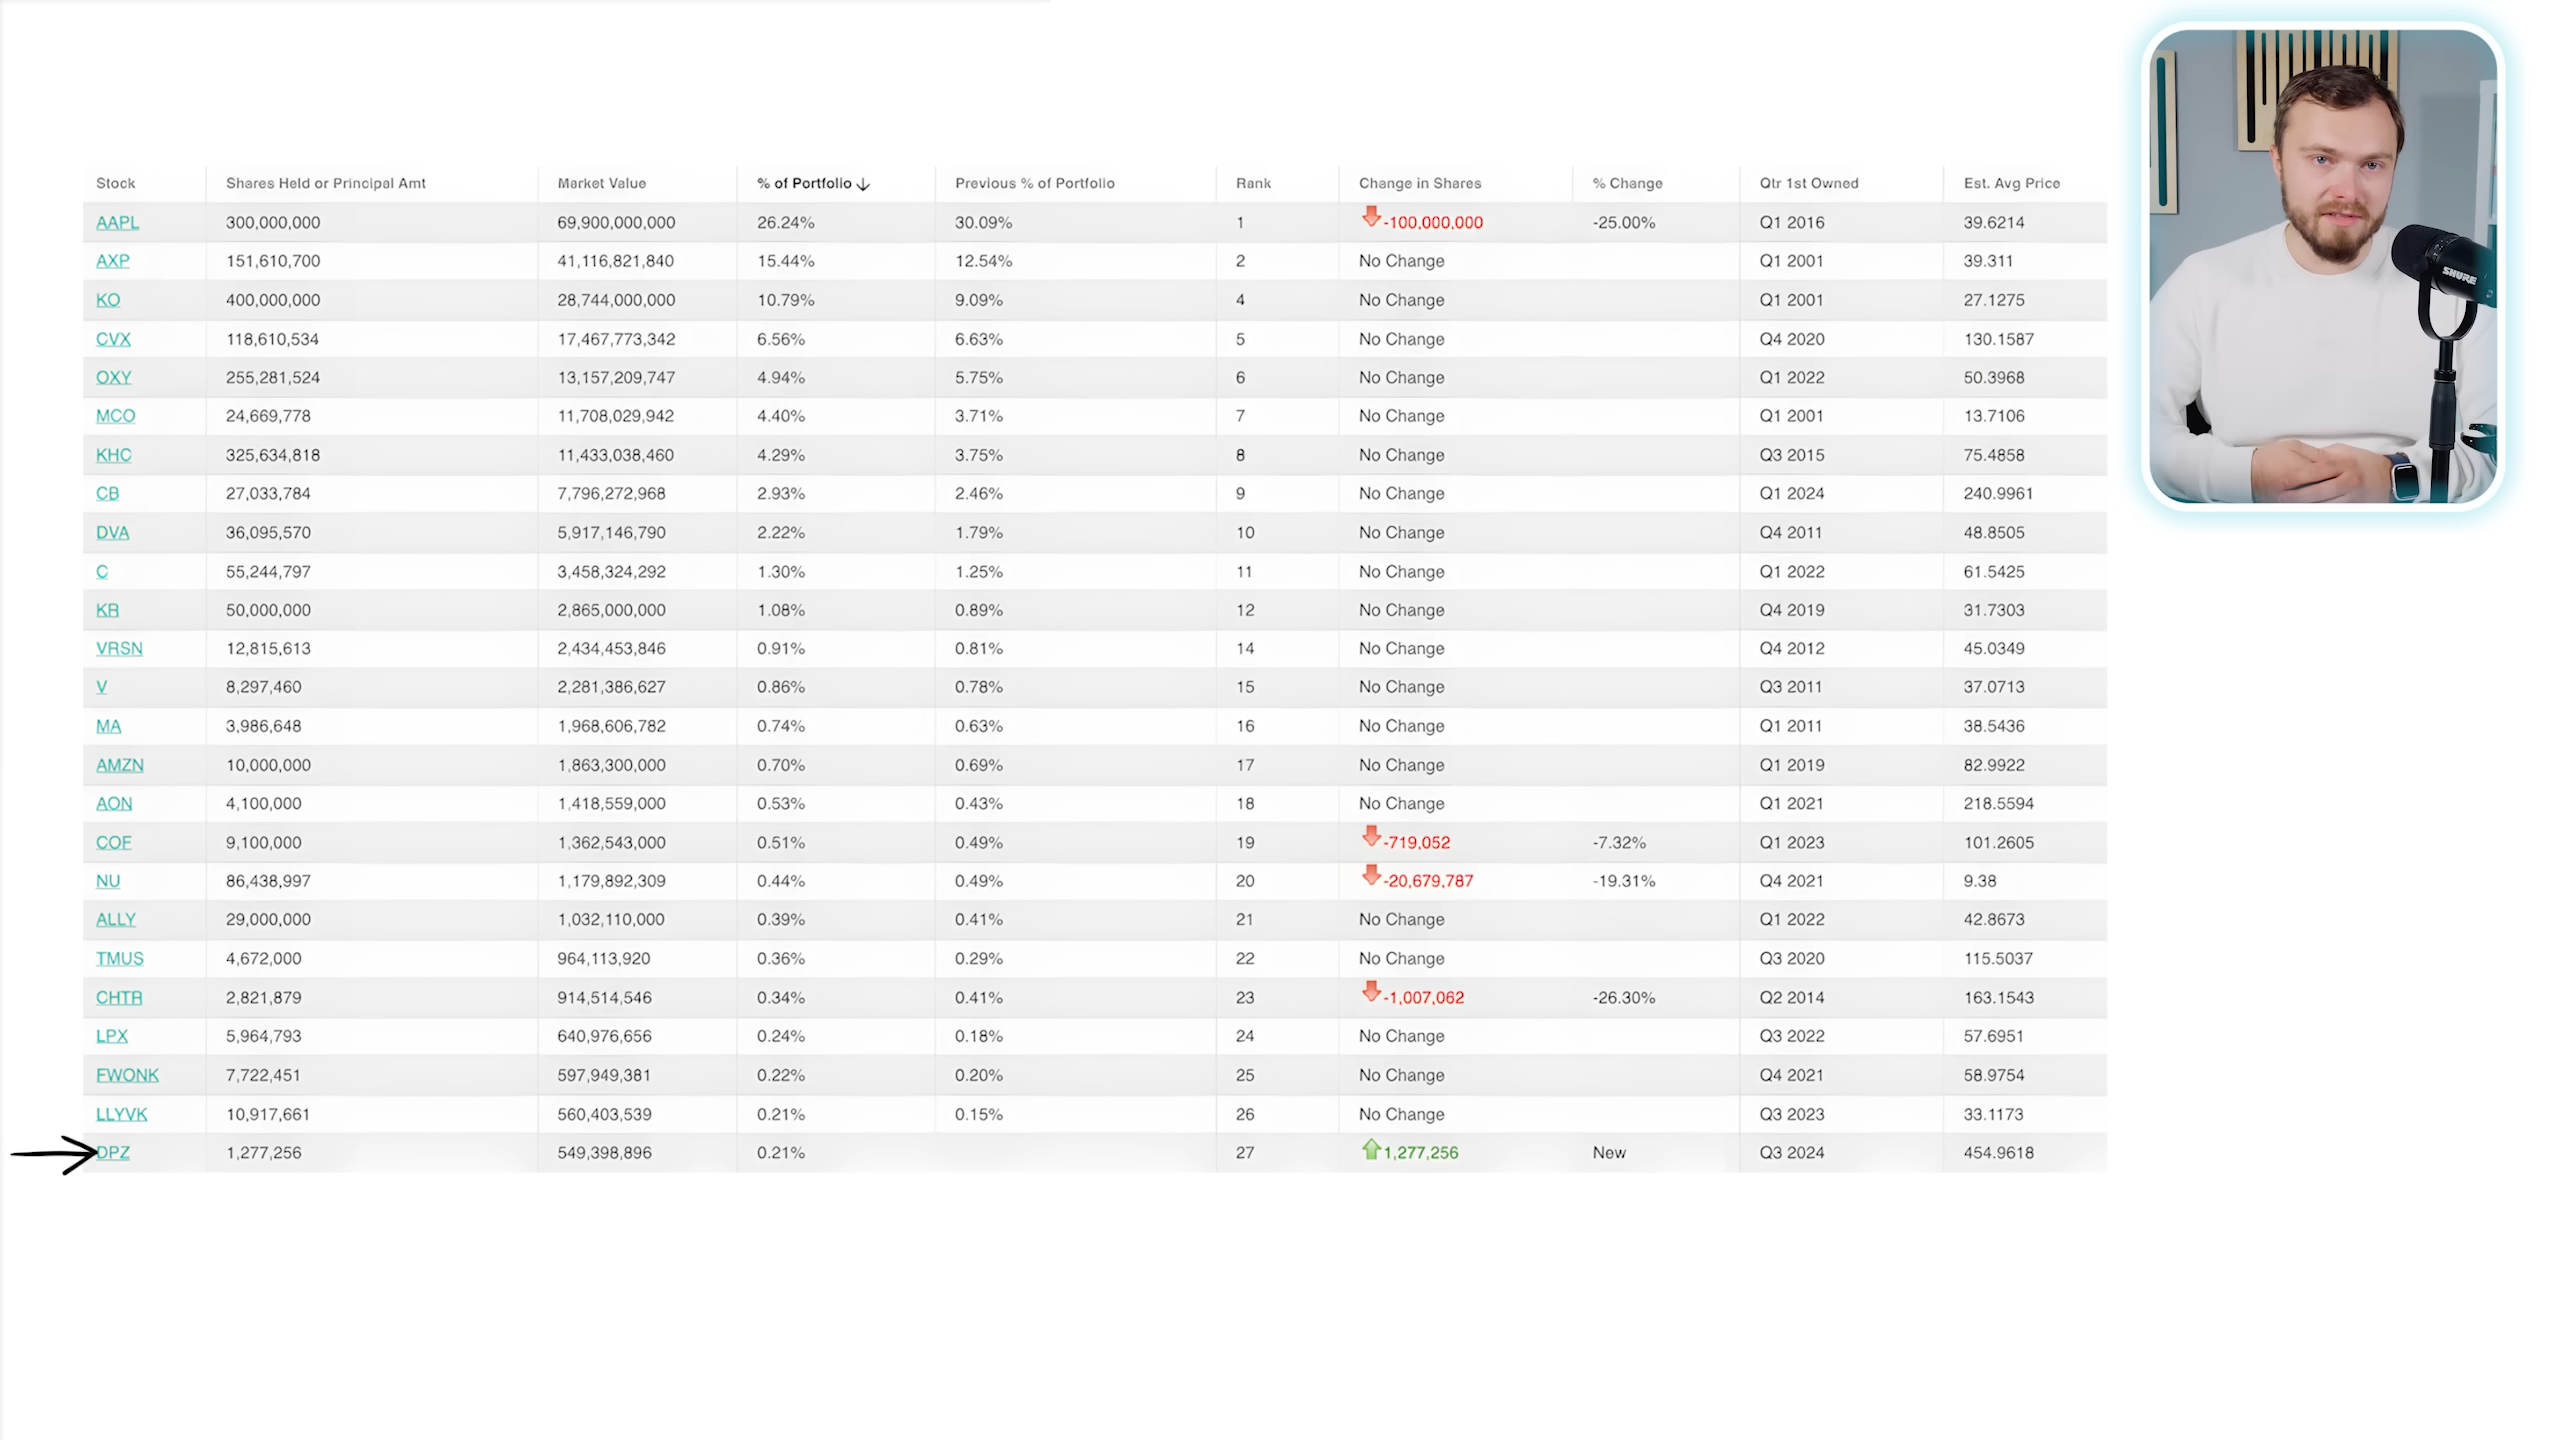 Stock Shares Held or Principal Amt Market Value % of Portfolio Previous % of Portfolio Rank Change in Shares % Change Qtr 1st Owned Est. Avg Price
AAPL 300,000,000 69,900,000,000 26.24% 30.09% 1 -100,000,000 -25.00% Q1 2016 39.6214
AXP 151,610,700 41,116,821,840 15.44% 12.54% 2 No Change Q1 2001 39.311
KO 400,000,000 28,744,000,000 10.79% 9.09% 4 No Change Q1 2001 27.1275
CVX 118,610,534 17,467,773,342 6.56% 6.63% 5 No Change Q4 2020 130.1587
OXY 255,281,524 13,157,209,747 4.94% 5.75% 6 No Change Q1 2022 50.3968
MCO 24,669,778 11,708,029,942 4.40% 3.71% 7 No Change Q1 2001 13.7106
KHC 325,634,818 11,433,038,460 4.29% 3.75% 8 No Change Q3 2015 75.4858
CB 27,033,784 7,796,272,968 2.93% 2.46% 9 No Change Q1 2024 240.9961
DVA 36,095,570 5,917,146,790 2.22% 1.79% 10 No Change Q4 2011 48.8505
C 55,244,797 3,458,324,292 1.30% 1.25% 11 No Change Q1 2022 61.5425
KR 50,000,000 2,865,000,000 1.08% 0.89% 12 No Change Q4 2019 31.7303
VRSN 12,815,613 2,434,453,846 0.91% 0.81% 14 No Change Q4 2012 45.0349
V 8,297,460 2,281,386,627 0.86% 0.78% 15 No Change Q3 2011 37.0713
MA 3,986,648 1,968,606,782 0.74% 0.63% 16 No Change Q1 2011 38.5436
AMZN 10,000,000 1,863,300,000 0.70% 0.69% 17 No Change Q1 2019 82.9922
AON 4,100,000 1,418,559,000 0.53% 0.43% 18 No Change Q1 2021 218.5594
COF 9,100,000 1,362,543,000 0.51% 0.49% 19 -719,052 -7.32% Q1 2023 101.2605
NU 86,438,997 1,179,892,309 0.44% 0.49% 20 -20,679,787 -19.31% Q4 2021 9.38
ALLY 29,000,000 1,032,110,000 0.39% 0.41% 21 No Change Q1 2022 42.8673
TMUS 4,672,000 964,113,920 0.36% 0.29% 22 No Change Q3 2020 115.5037
CHTR 2,821,879 914,514,546 0.34% 0.41% 23 -1,007,062 -26.30% Q2 2014 163.1543
LPX 5,964,793 640,976,656 0.24% 0.18% 24 No Change Q3 2022 57.6951
FWONK 7,722,451 597,949,381 0.22% 0.20% 25 No Change Q4 2021 58.9754
LLYVK 10,917,661 560,403,539 0.21% 0.15% 26 No Change Q3 2023 33.1173
DPZ 1,277,256 549,398,896 0.21% 27 1,277,256 New Q3 2024 454.9618
SHURE